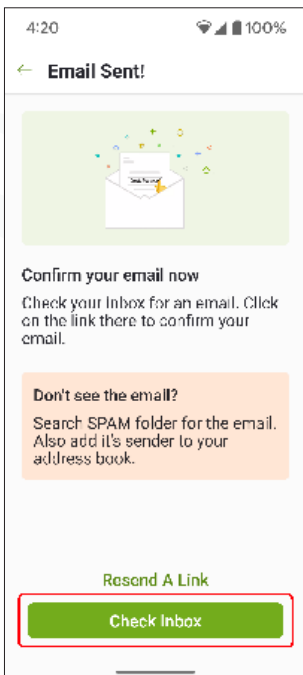 4:20
100%
← Email Sent!
Confirm your email now
Check your Inbox for an email. Click
on the link there to confirm your
email.
Don't see the email?
Search SPAM folder for the email.
Also add it's sender to your
address book.
Resend A Link
Check Inbox